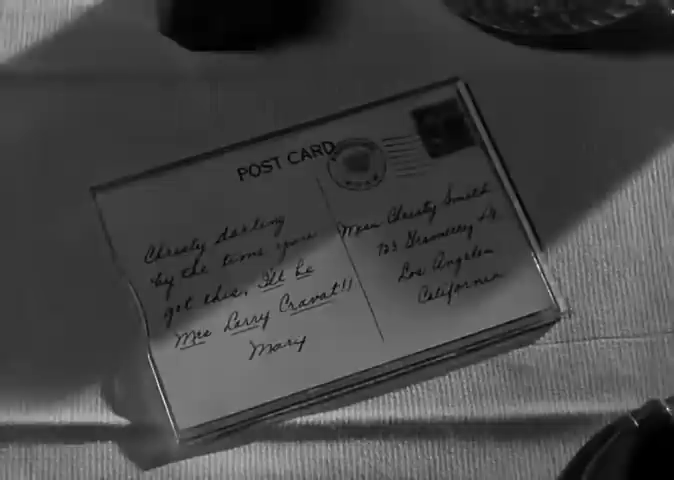 POST CARD
Christy darling
by the time you
get this, I'll be
Mrs Larry Cravat!!
Mary
Miss Christy Smith
Los Angeles
California